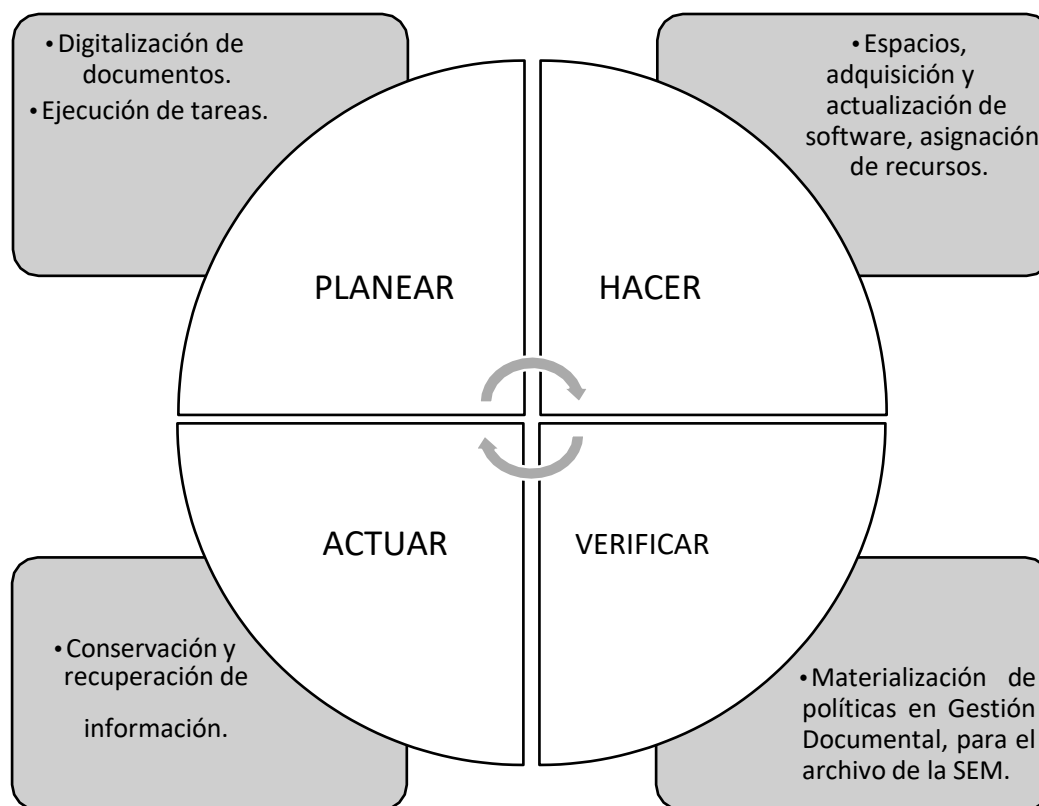 • Digitalización de
documentos.
• Ejecución de tareas.
• Espacios,
adquisición y
actualización de
software, asignación
de recursos.
PLANEAR
HACER
ACTUAR
VERIFICAR
• Conservación y
recuperación de
información.
• Materialización de
políticas en Gestión
Documental, para el
archivo de la SEM.